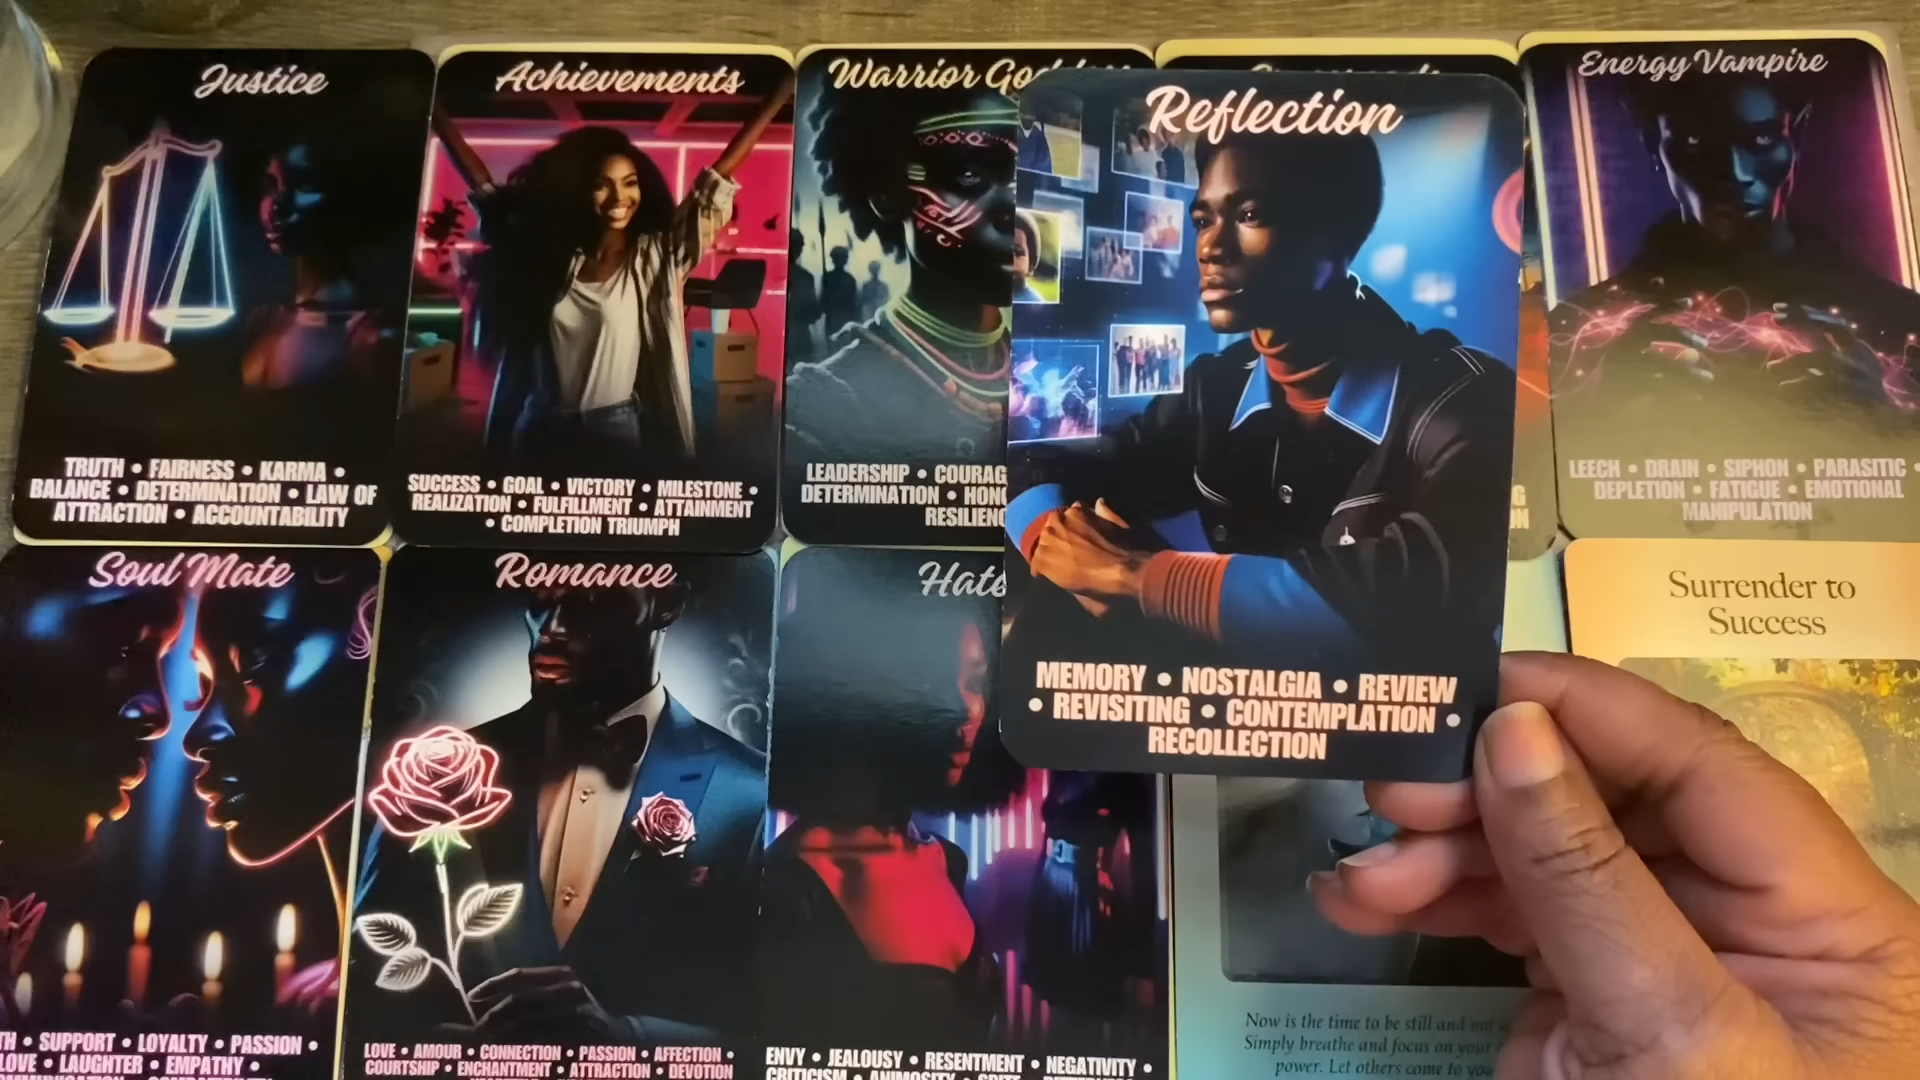 Justice
TRUTH • FAIRNESS • KARMA •
BALANCE • DETERMINATION • LAW OF
ATTRACTION • ACCOUNTABILITY
Achievements
SUCCESS • GOAL • VICTORY • MILESTONE •
REALIZATION • FULFILLMENT • ATTAINMENT
• COMPLETION TRIUMPH
Warrior
LEADERSHIP •
DETERMINATION •
Reflection
MEMORY • NOSTALGIA • REVIEW
• REVISITING • CONTEMPLATION •
RECOLLECTION
Energy Vampire
LEECH • DRAIN • SIPHON • PARASITIC •
DEPLETION • FATIGUE • EMOTIONAL
MANIPULATION
Soul Mate
• SUPPORT • LOYALTY • PASSION •
LOVE • LAUGHTER • EMPATHY •
Romance
LOVE • AMOUR • CONNECTION • PASSION • AFFECTION •
COURTSHIP • ENCHANTMENT • ATTRACTION • DEVOTION
Hate
ENVY • JEALOUSY • RESENTMENT • NEGATIVITY •
CRITICISM • ANIMOSITY •
Surrender to
Success
Now is the time to be still and not
Simply breathe and focus on your
power. Let others come to you